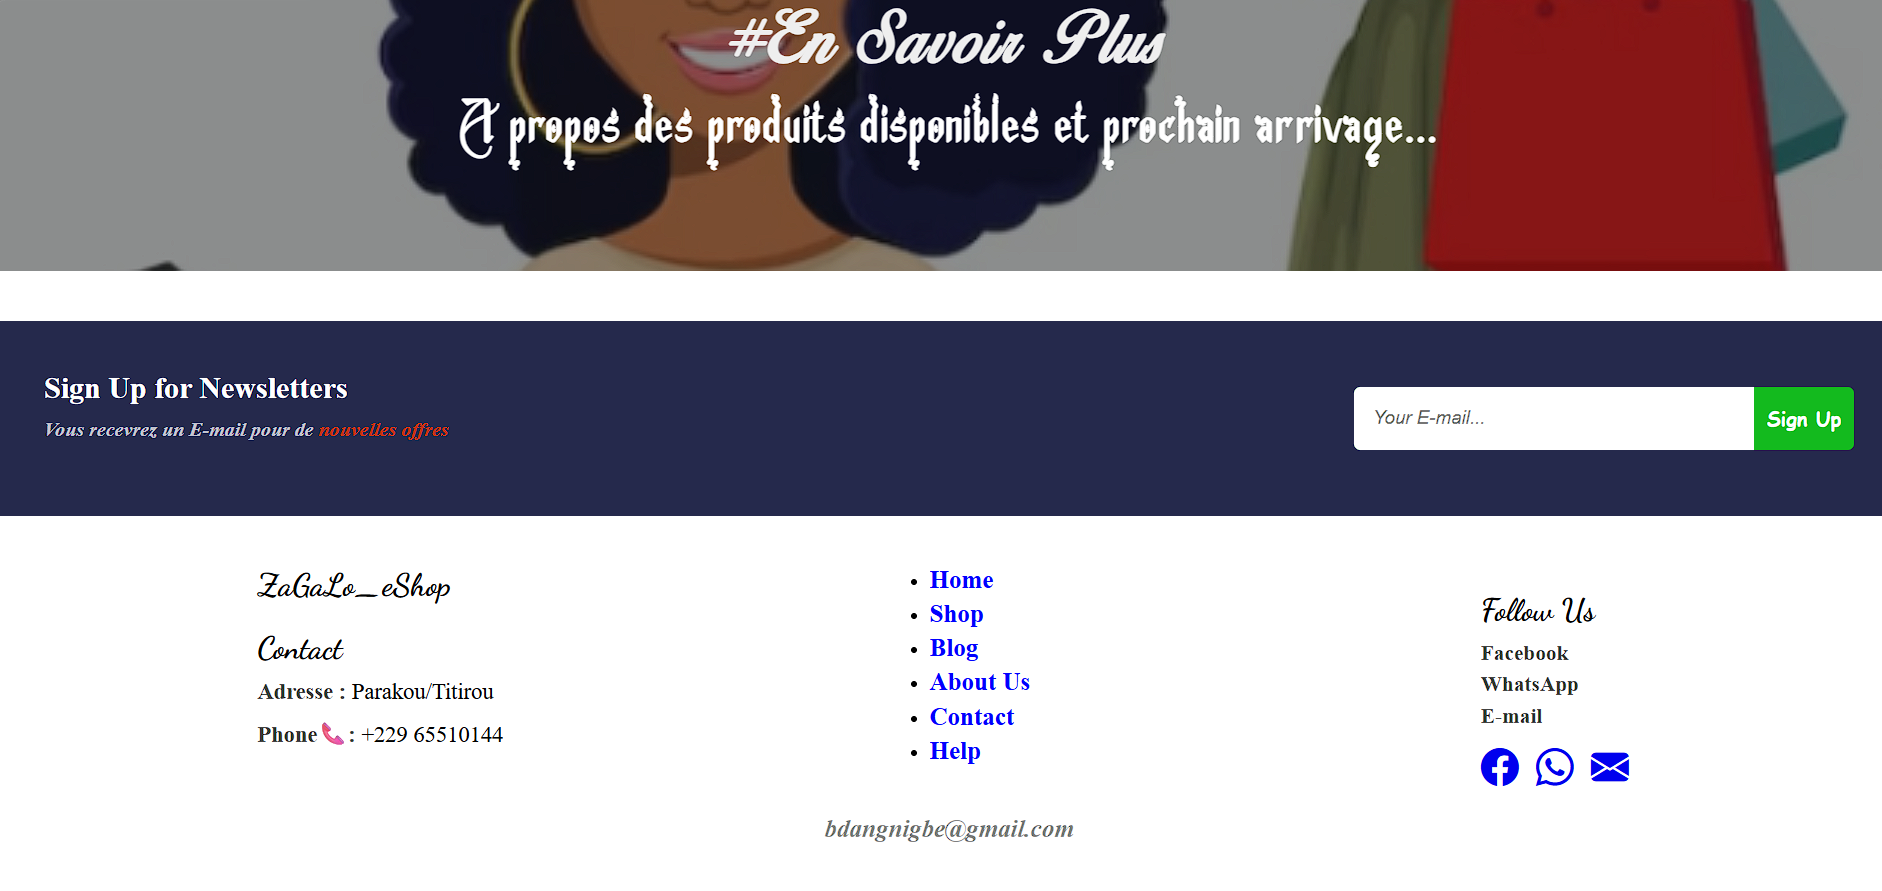 #En Savoir Plus
A propos des produits disponibles et prochain arrivage...
Sign Up for Newsletters
Vous recevrez un E-mail pour de nouvelles offres
Your E-mail...
Sign Up
ZaGaLo_eShop
Contact
Adresse : Parakou/Titirou
Phone📞: +229 65510144
Home
Shop
Blog
About Us
Contact
Help
Follow Us
Facebook
WhatsApp
E-mail
bdangnigbe@gmail.com